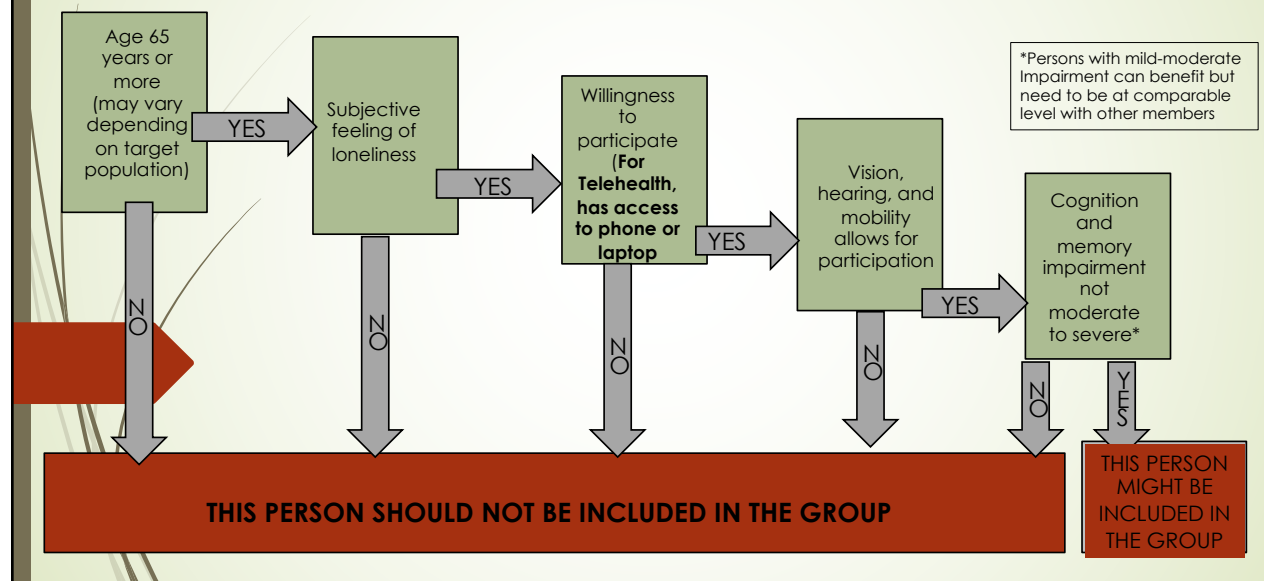 Age 65
years or
more
(may vary
depending
on target
population)
YES
NO
Subjective
feeling of
loneliness
YES
NO
Willingness
to
participate
(For
Telehealth,
has access
to phone or
laptop
YES
NO
Vision,
hearing, and
mobility
allows for
participation
YES
NO
*Persons with mild-moderate
Impairment can benefit but
need to be at comparable
level with other members
Cognition
and
memory
impairment
not
moderate
to severe*
NO
YES
THIS PERSON SHOULD NOT BE INCLUDED IN THE GROUP
THIS PERSON
MIGHT BE
INCLUDED IN
THE GROUP